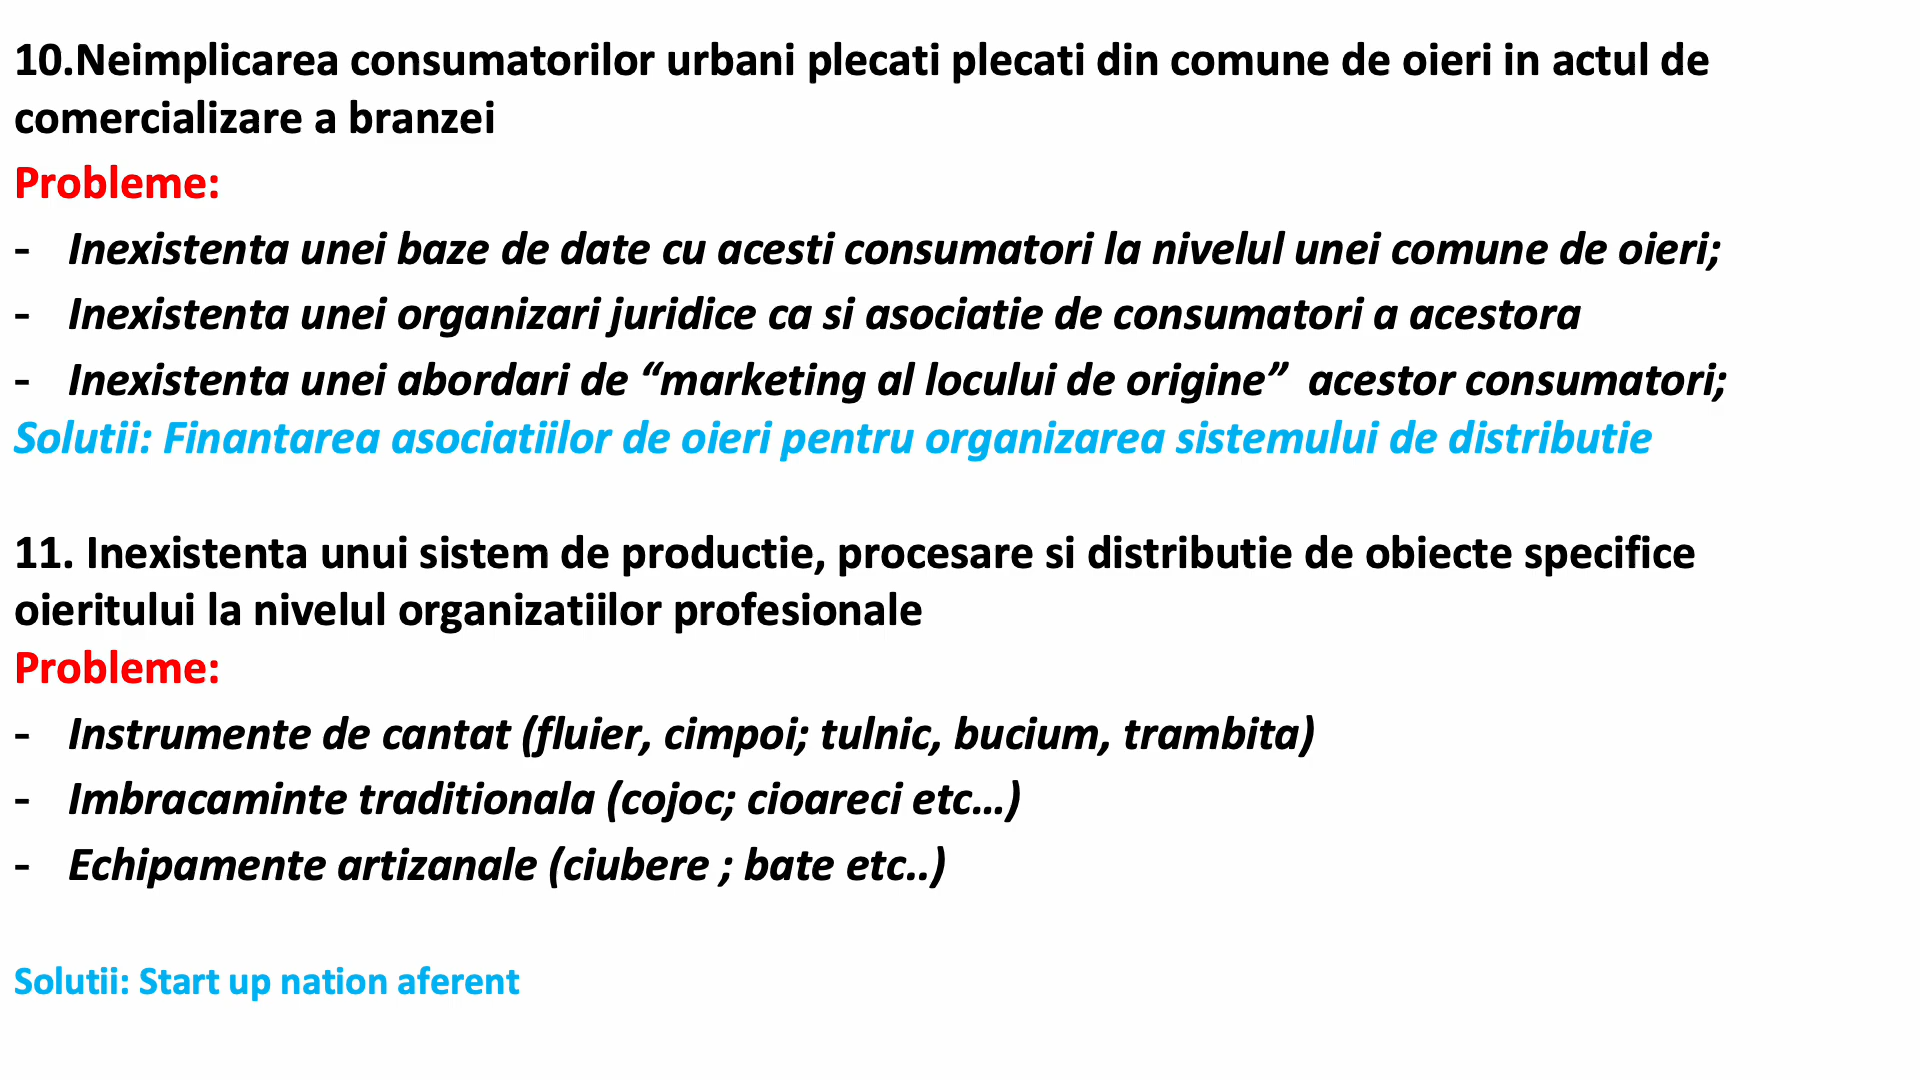 10.Neimplicarea consumatorilor urbani plecati plecati din comune de oieri in actul de
comercializare a branzei
Probleme:
- Inexistenta unei baze de date cu acesti consumatori la nivelul unei comune de oieri;
- Inexistenta unei organizari juridice ca si asociatie de consumatori a acestora
- Inexistenta unei abordari de “marketing al locului de origine” acestor consumatori;
Solutii: Finantarea asociatiilor de oieri pentru organizarea sistemului de distributie
11. Inexistenta unui sistem de productie, procesare si distributie de obiecte specifice
oieritului la nivelul organizatiilor profesionale
Probleme:
- Instrumente de cantat (fluier, cimpoi; tulnic, bucium, trambita)
- Imbracaminte traditionala (cojoc; cioareci etc...)
- Echipamente artizanale (ciubere ; bate etc..)
Solutii: Start up nation aferent